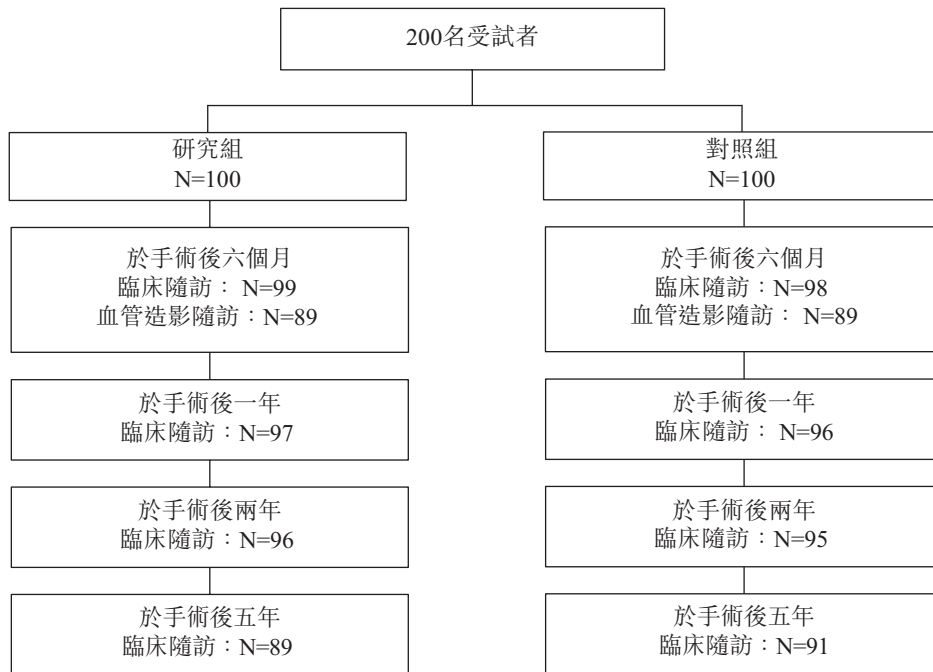 200名受試者
研究組
N=100
於手術後六個月
臨床隨訪： N=99
血管造影隨訪：N=89
於手術後一年
臨床隨訪：N=97
於手術後兩年
臨床隨訪：N=96
於手術後五年
臨床隨訪：N=89
對照組
N=100
於手術後六個月
臨床隨訪：N=98
血管造影隨訪： N=89
於手術後一年
臨床隨訪： N=96
於手術後兩年
臨床隨訪：N=95
於手術後五年
臨床隨訪：N=91